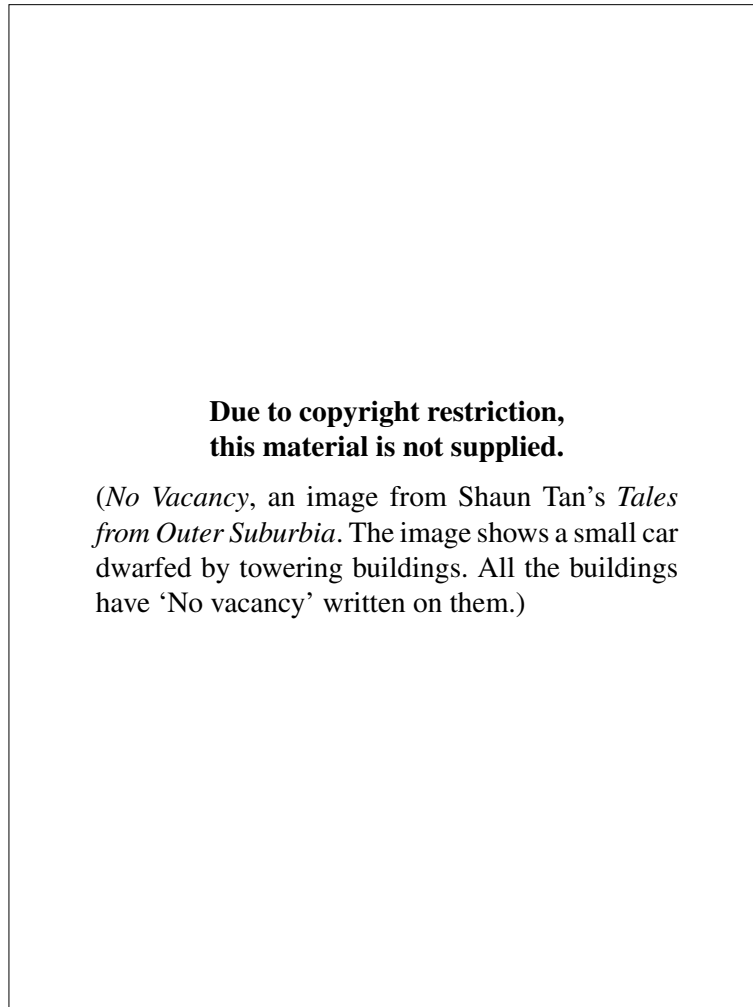 Due to copyright restriction,
this material is not supplied.
(No Vacancy, an image from Shaun Tan’s Tales
from Outer Suburbia. The image shows a small car
dwarfed by towering buildings. All the buildings
have ‘No vacancy’ written on them.)